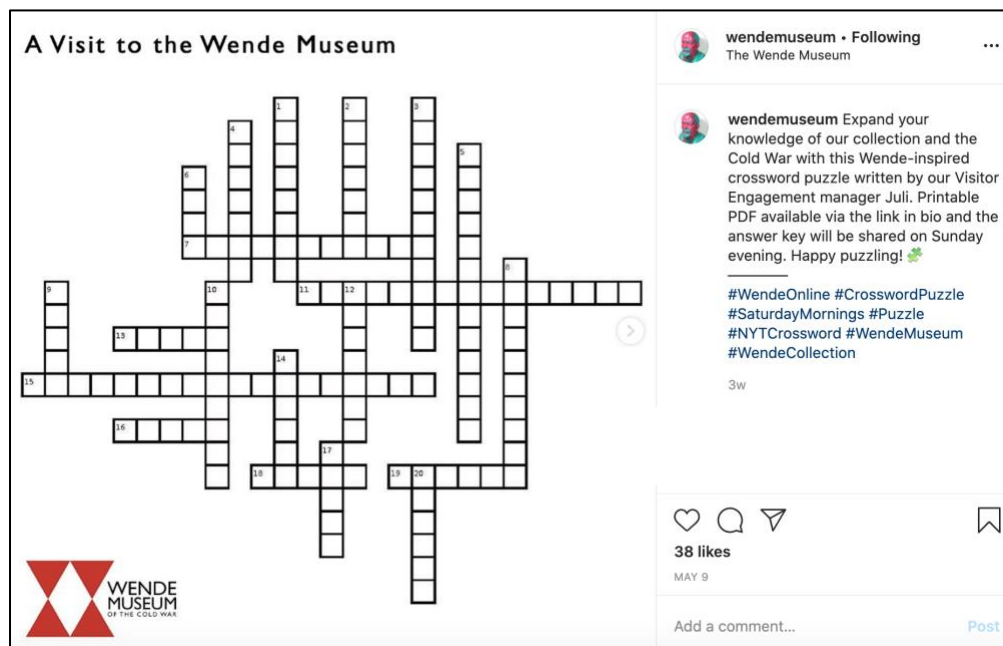 A Visit to the Wende Museum
1
2
3
4
5
6
7
8
9
10
11
12
13
14
15
16
17
18
19
20
WENDE
MUSEUM
OF THE COLD WAR
wendemuseum • Following
The Wende Museum
...
wendemuseum Expand your
knowledge of our collection and the
Cold War with this Wende-inspired
crossword puzzle written by our Visitor
Engagement manager Juli. Printable
PDF available via the link in bio and the
answer key will be shared on Sunday
evening. Happy puzzling!
#WendeOnline #CrosswordPuzzle
#SaturdayMornings #Puzzle
#NYTCrossword #WendeMuseum
#WendeCollection
3w
38 likes
MAY 9
Add a comment...
Post